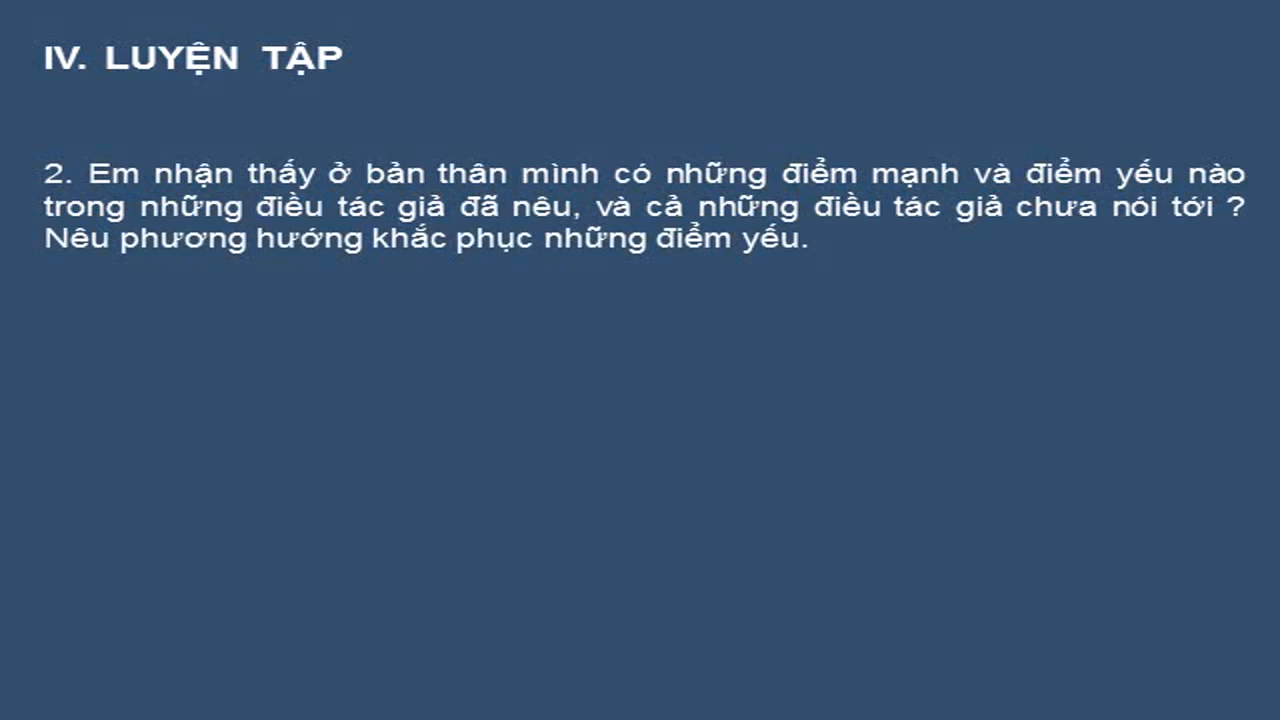 IV. LUYỆN TẬP
2. Em nhận thấy ở bản thân mình có những điểm mạnh và điểm yếu nào
trong những điều tác giả đã nêu, và cả những điều tác giả chưa nói tới ?
Nêu phương hướng khắc phục những điểm yếu.